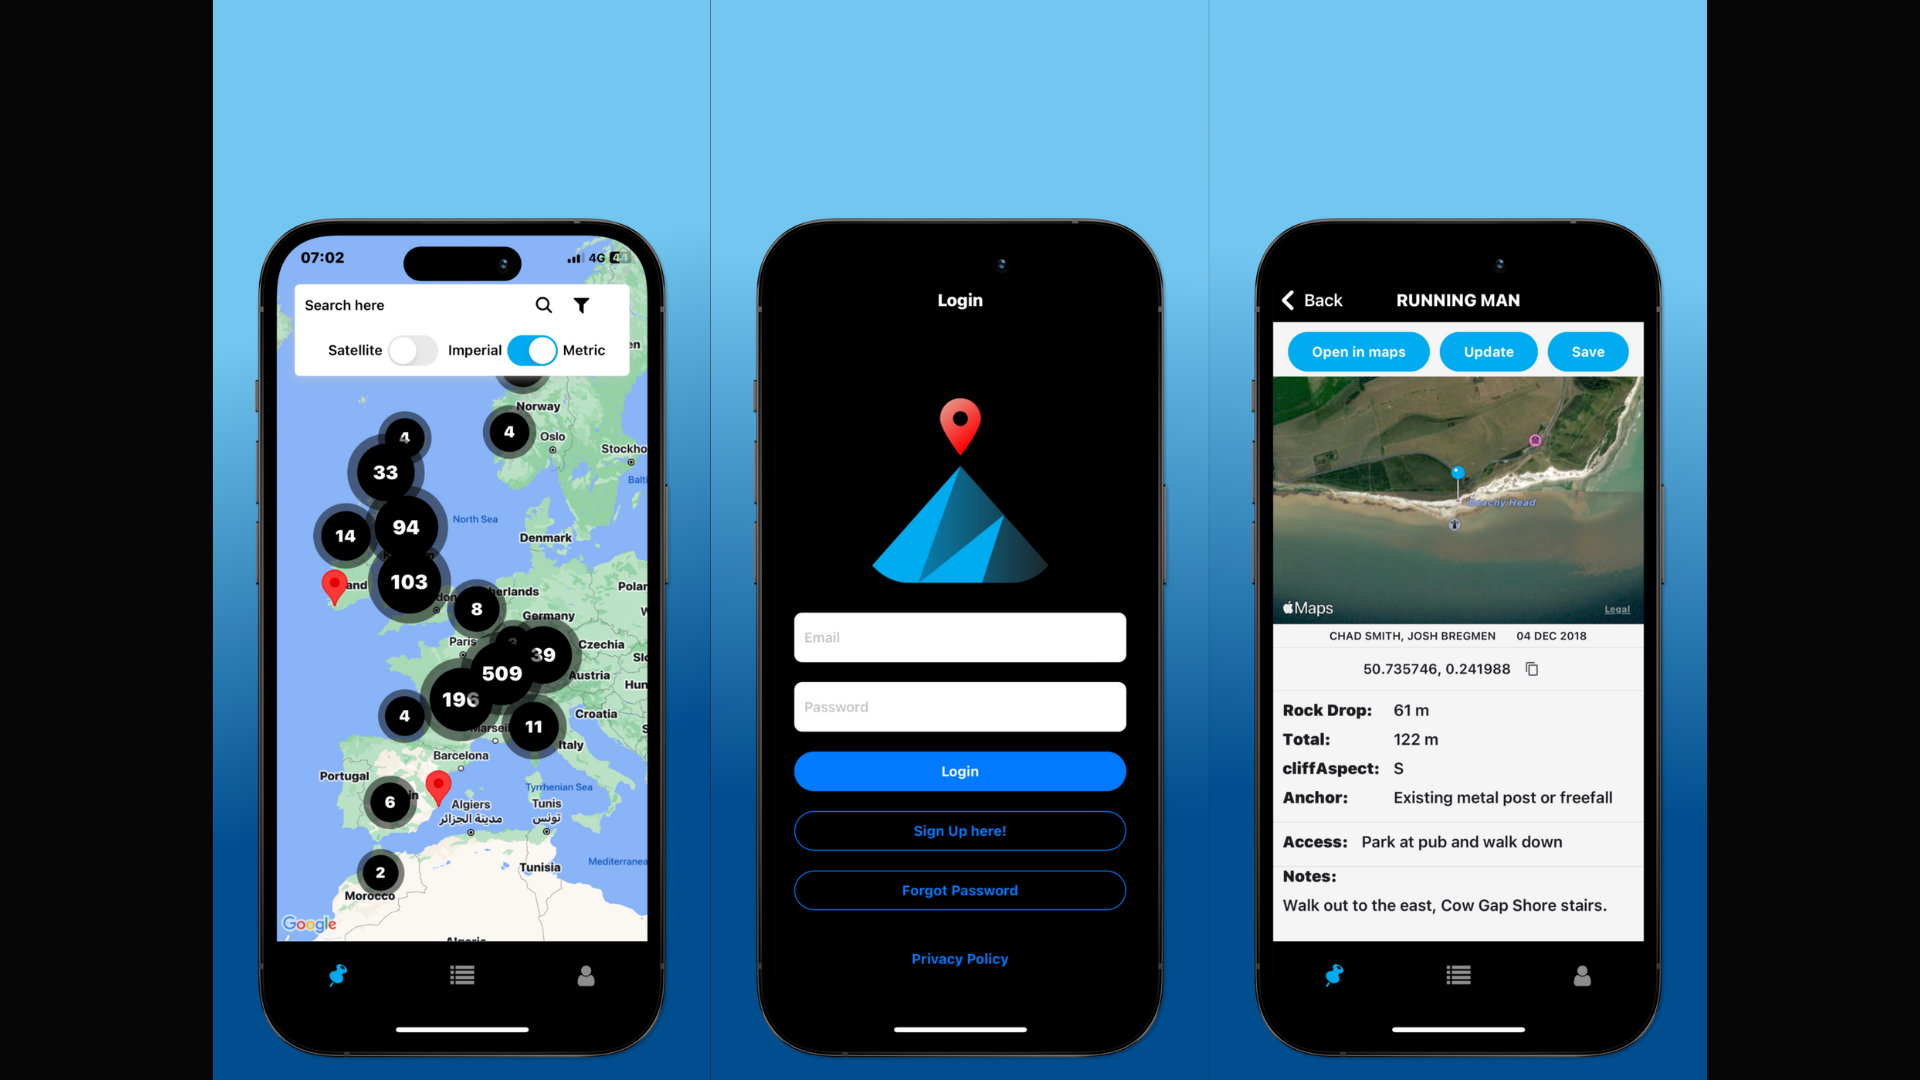 07:02
4G
Search here
Satellite
Imperial
Metric
Norway
4
4
Oslo
Stockho
33
Balti
North Sea
94
14
Denmark
103
and
don
erlands
Polar
8
Germany
Paris
Czechia
39
509
Austria
196
Hun
4
Croatia
11
Marseil
Italy
Barcelona
Portugal
Tyrrhenian Sea
6
in
Algiers
مدينة الجزائر
Tunis
تونس
Mediterranea
Tunisia
2
Morocco
Google
Login
Email
Password
Login
Sign Up here!
Forgot Password
Privacy Policy
Back
RUNNING MAN
Open in maps
Update
Save
Beachy Head
Maps
Legal
CHAD SMITH, JOSH BREGMEN 04 DEC 2018
50.735746, 0.241988
Rock Drop: 61 m
Total: 122 m
cliffAspect: S
Anchor: Existing metal post or freefall
Access: Park at pub and walk down
Notes:
Walk out to the east, Cow Gap Shore stairs.